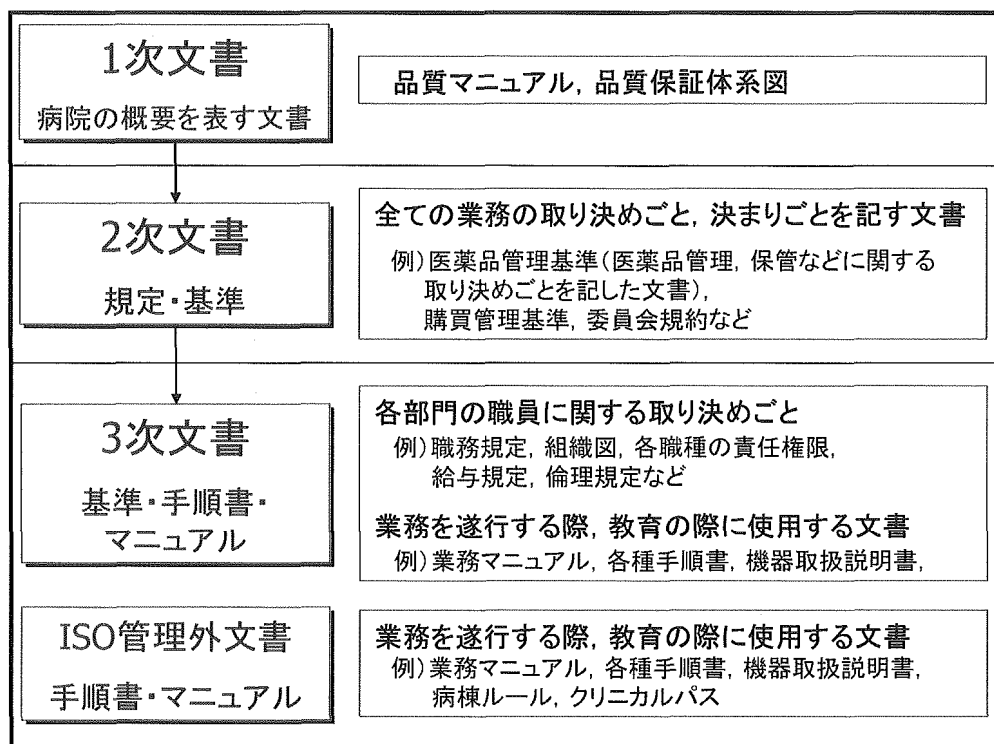 1次文書
病院の概要を表す文書
品質マニュアル, 品質保証体系図
2次文書
規定・基準
全ての業務の取り決めごと, 決まりごとを記す文書
例)医薬品管理基準(医薬品管理, 保管などに関する
取り決めごとを記した文書),
購買管理基準, 委員会規約など
3次文書
基準・手順書・
マニュアル
各部門の職員に関する取り決めごと
例)職務規定, 組織図, 各職種の責任権限,
給与規定, 倫理規定など
業務を遂行する際, 教育の際に使用する文書
例)業務マニュアル, 各種手順書, 機器取扱説明書,
ISO管理外文書
手順書・マニュアル
業務を遂行する際, 教育の際に使用する文書
例)業務マニュアル, 各種手順書, 機器取扱説明書,
病棟ルール, クリニカルパス